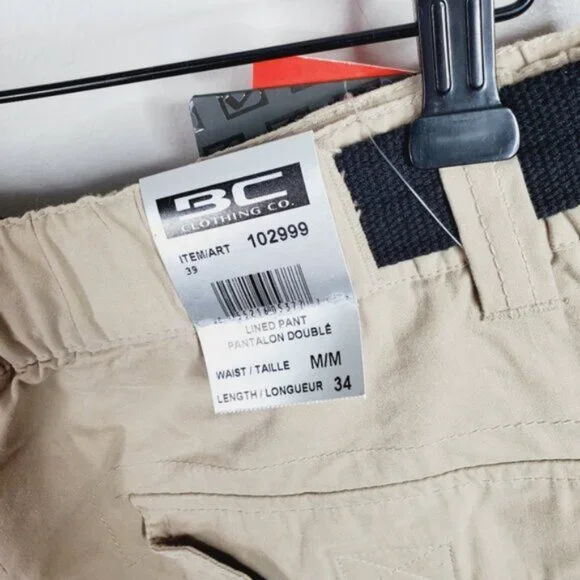 BC
CLOTHING CO.
ITEM/ART 102999
39
LINED PANT
PANTALON DOUBLÉ
WAIST / TAILLE M/M
LENGTH / LONGUEUR 34